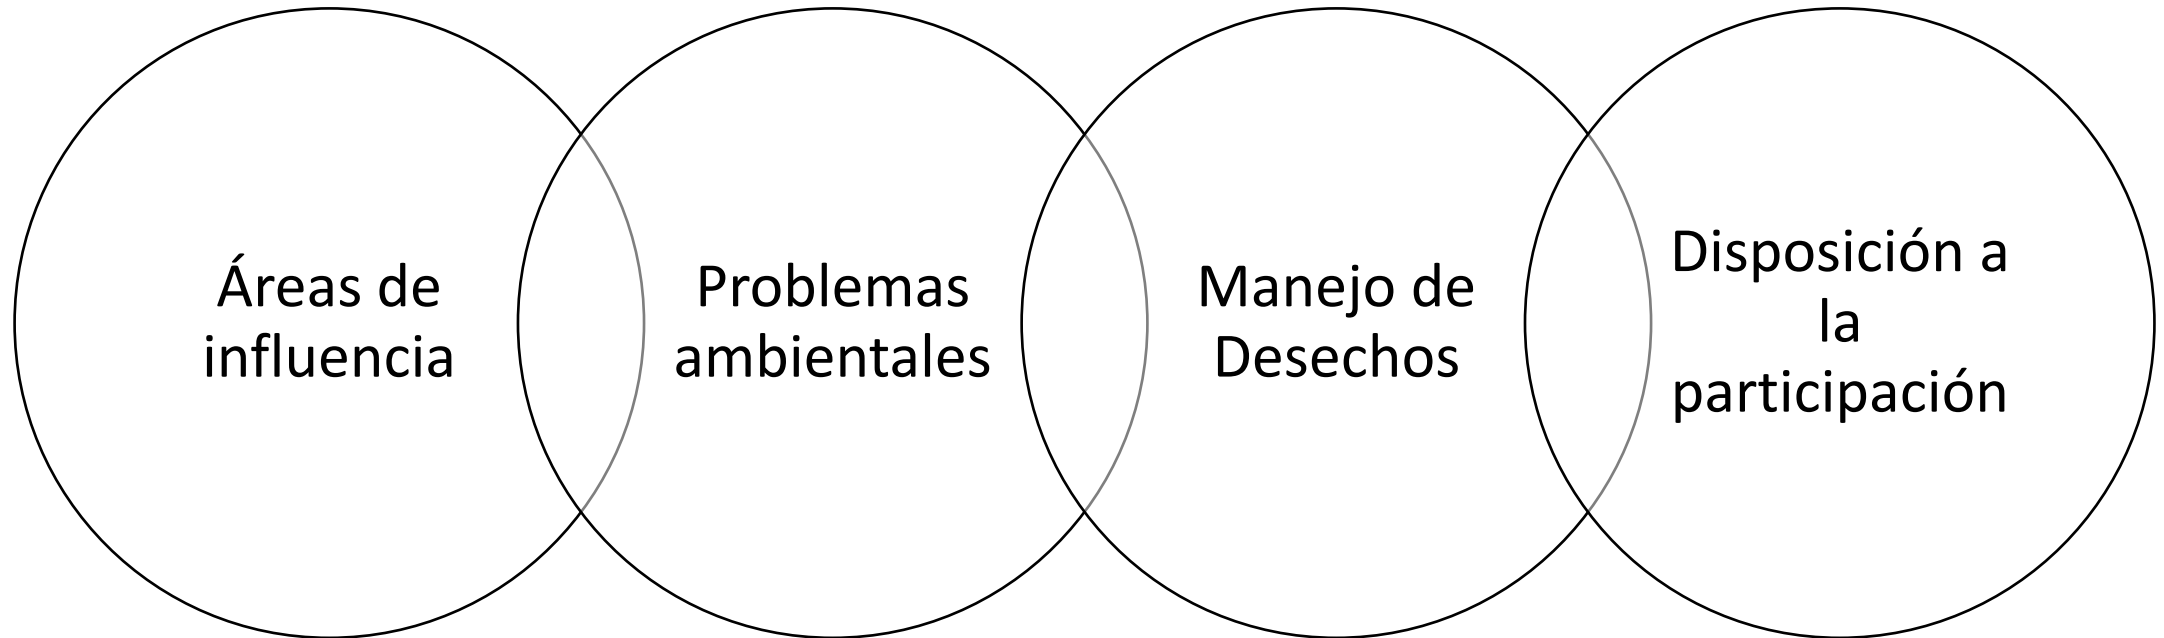 Áreas de
influencia
Problemas
ambientales
Manejo de
Desechos
Disposición a
la
participación